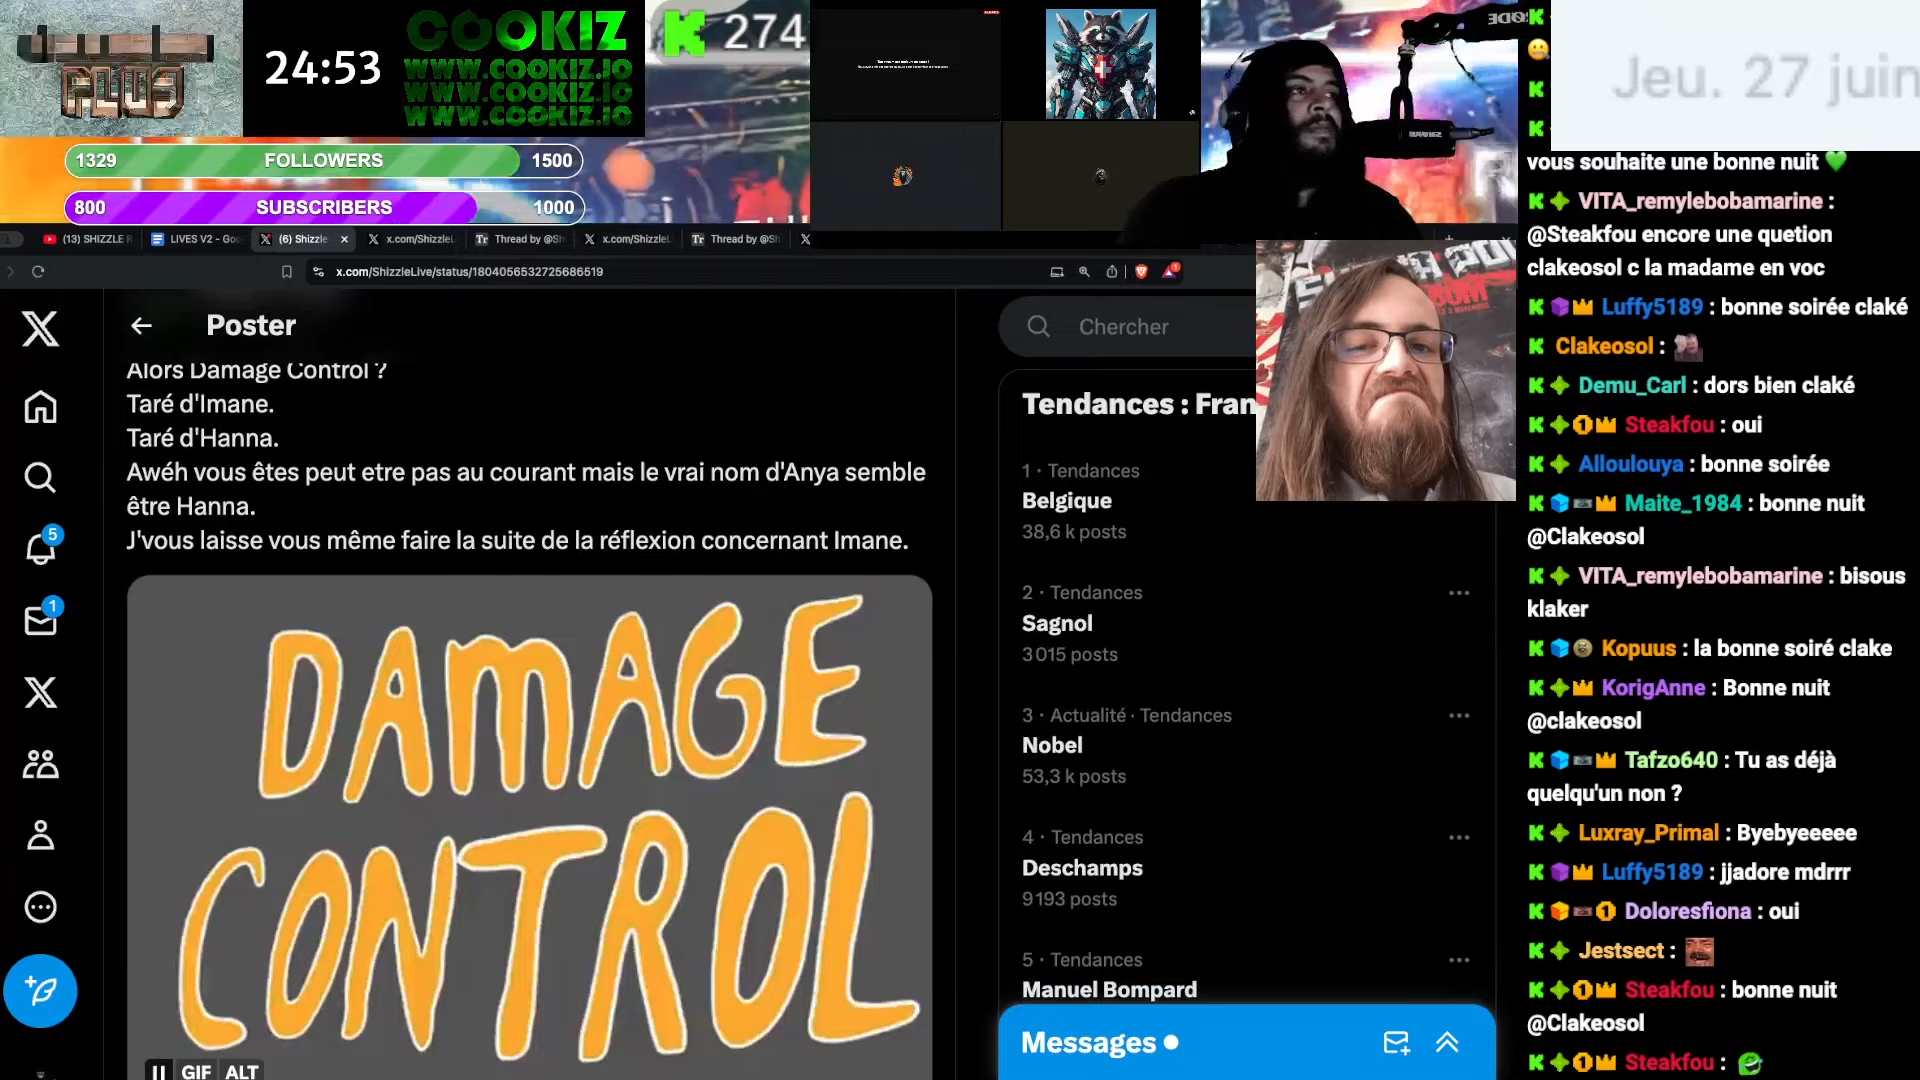 24:53
COOKIZ
WWW.COOKIZ.IO
WWW.COOKIZ.IO
WWW.COOKIZ.IO
274
Jeu. 27 juin
1329 FOLLOWERS 1500
800 SUBSCRIBERS 1000
(13) SHIZZLE R
LIVES V2 - Goo
(6) Shizzle
x.com/ShizzleL
Thread by @Sh
x.com/ShizzleL
Thread by @Sh
x.com/ShizzleLive/status/1804056532725686519
Poster
Alors Damage Control ?
Taré d'Imane.
Taré d'Hanna.
Awéh vous êtes peut etre pas au courant mais le vrai nom d'Anya semble
être Hanna.
J'vous laisse vous même faire la suite de la réflexion concernant Imane.
DAMAGE
CONTROL
GIF ALT
5
1
Chercher
Tendances : Fran
1 · Tendances
Belgique
38,6 k posts
2 · Tendances
Sagnol
3 015 posts
3 · Actualité · Tendances
Nobel
53,3 k posts
4 · Tendances
Deschamps
9 193 posts
5 · Tendances
Manuel Bompard
Messages
vous souhaite une bonne nuit
VITA_remylebobamarine :
@Steakfou encore une quetion
clakeosol c la madame en voc
Luffy5189 : bonne soirée claké
Clakeosol :
Demu_Carl : dors bien claké
Steakfou : oui
Alloulouya : bonne soirée
Maite_1984 : bonne nuit
@Clakeosol
VITA_remylebobamarine : bisous
klaker
Kopuus : la bonne soiré clake
KorigAnne : Bonne nuit
@clakeosol
Tafzo640 : Tu as déjà
quelqu'un non ?
Luxray_Primal : Byebyeeeee
Luffy5189 : jjadore mdrrr
Doloresfiona : oui
Jestsect :
Steakfou : bonne nuit
@Clakeosol
Steakfou :